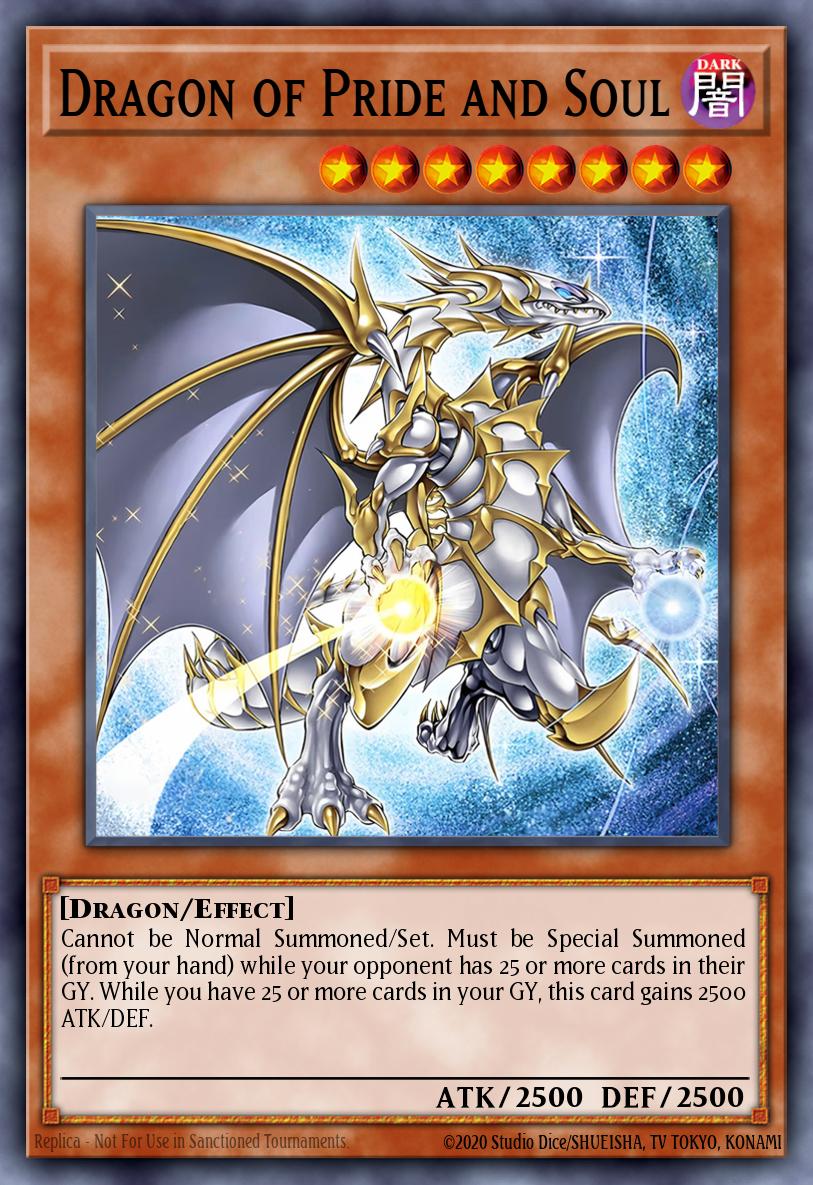 Dragon of Pride and Soul
DARK
闇
[Dragon/Effect]
Cannot be Normal Summoned/Set. Must be Special Summoned
(from your hand) while your opponent has 25 or more cards in their
GY. While you have 25 or more cards in your GY, this card gains 2500
ATK/DEF.
ATK/2500 DEF/2500
Replica - Not For Use in Sanctioned Tournaments.
©2020 Studio Dice/SHUEISHA, TV TOKYO, KONAMI